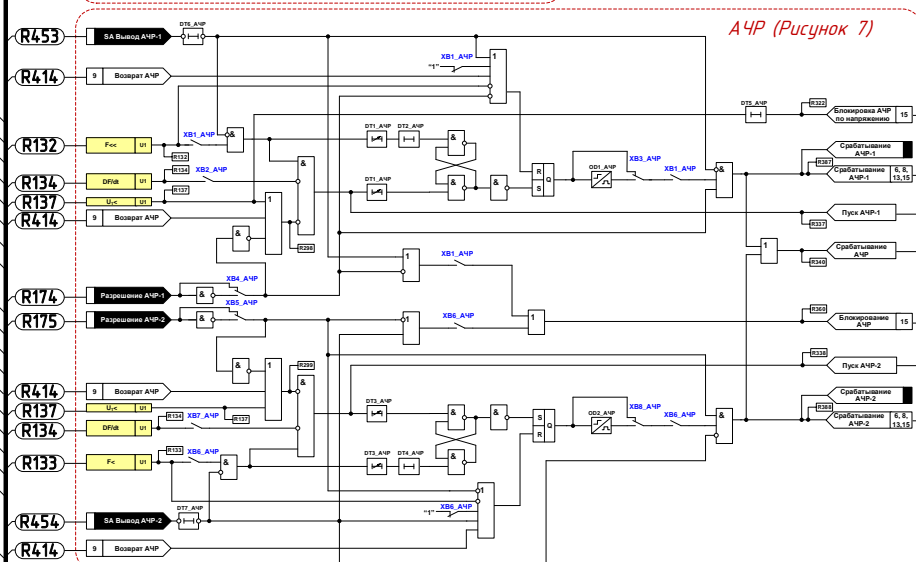 АЧР (Рисунок 7)
R453
SA Вывод АЧР-1
DT6_АЧР
XB1_АЧР
"1"
1
R414
9 Возврат АЧР
DT5_АЧР
R322
Блокировка АЧР
по напряжению
15
R132
F<<
U1
XB1_АЧР
&
DT1_АЧР
DT2_АЧР
&
R132
Срабатывание
АЧР-1
R134
DF/dt
U1
R134
XB2_АЧР
&
DT1_АЧР
&
&
R
S
Q
OD1_АЧР
XB3_АЧР
XB1_АЧР
&
R387
Срабатывание
АЧР-1
6, 8,
13,15
R137
U₁<
U1
R137
R414
9 Возврат АЧР
1
&
R298
Пуск АЧР-1
R337
1
XB1_АЧР
1
Срабатывание
АЧР
R340
R174
Разрешение АЧР-1
XB4_АЧР
&
R175
Разрешение АЧР-2
XB5_АЧР
&
1
XB6_АЧР
1
R360
Блокирование
АЧР
15
&
1
R299
&
R338
Пуск АЧР-2
R414
9 Возврат АЧР
Срабатывание
АЧР-2
R137
U₁<
U1
R134
XB7_АЧР
R137
DT3_АЧР
&
&
S
R
Q
OD2_АЧР
XB8_АЧР
XB6_АЧР
&
R388
Срабатывание
АЧР-2
6, 8,
13,15
R134
DF/dt
U1
R133
F<
U1
R133
XB6_АЧР
&
DT3_АЧР
DT4_АЧР
&
R454
SA Вывод АЧР-2
DT7_АЧР
XB6_АЧР
"1"
1
R414
9 Возврат АЧР